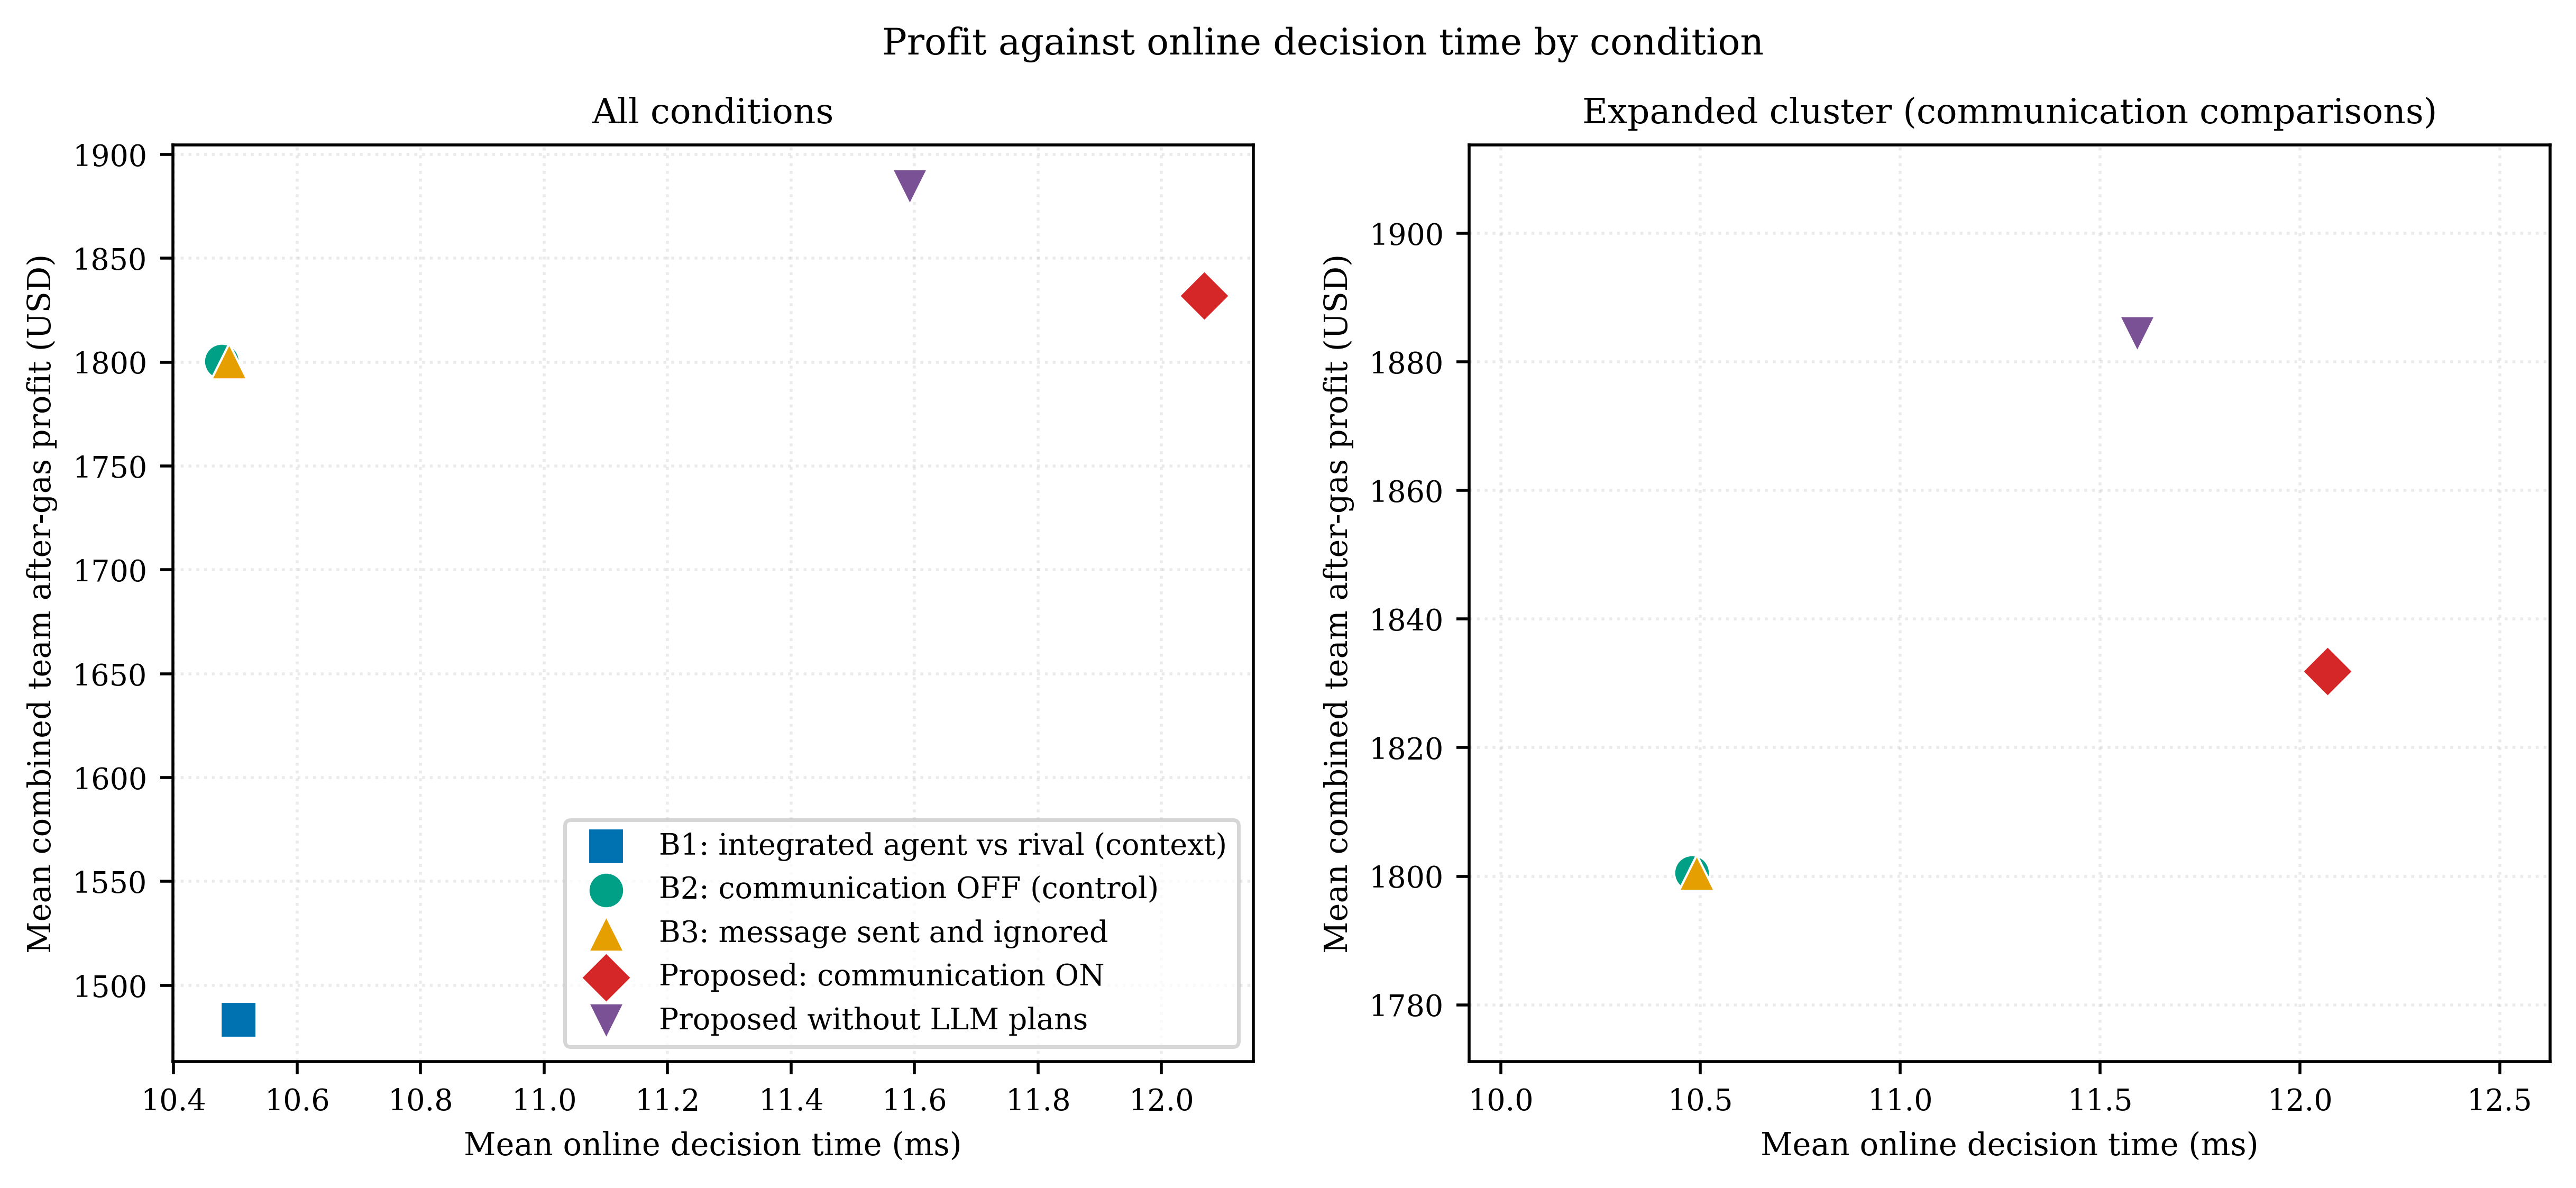 Profit against online decision time by condition
All conditions
Mean combined team after-gas profit (USD)
1900
1850
1800
1750
1700
1650
1600
1550
1500
B1: integrated agent vs rival (context)
B2: communication OFF (control)
B3: message sent and ignored
Proposed: communication ON
Proposed without LLM plans
10.4 10.6 10.8 11.0 11.2 11.4 11.6 11.8 12.0
Mean online decision time (ms)
Expanded cluster (communication comparisons)
Mean combined team after-gas profit (USD)
1900
1880
1860
1840
1820
1800
1780
10.0 10.5 11.0 11.5 12.0 12.5
Mean online decision time (ms)